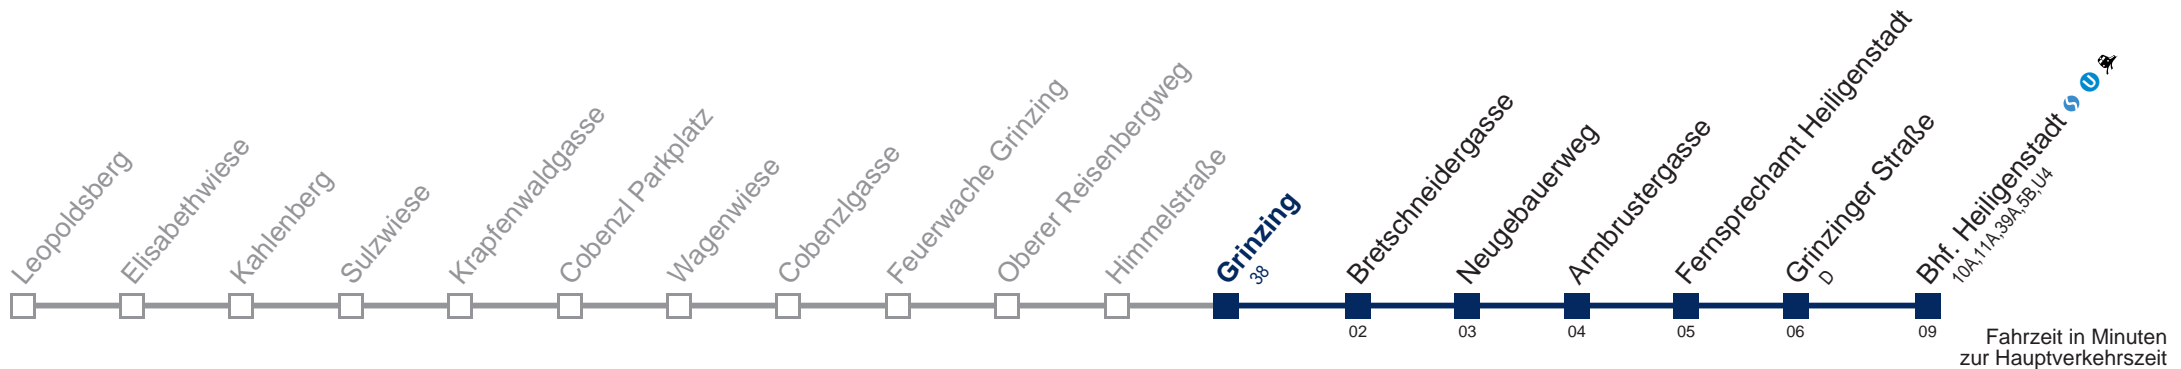 Leopoldsberg
Elisabethwiese
Kahlenberg
Sulzwiese
Krapfenwaldgasse
Cobenzl Parkplatz
Wagenwiese
Cobenzlgasse
Feuerwache Grinzing
Oberer Reisenbergweg
Himmelstraße
Grinzing
38
Bretschneidergasse
Neugebauerweg
Armbrustergasse
Fernsprechamt Heiligenstadt
Grinzinger Straße
D
Bhf. Heiligenstadt S U
10A,11A,39A,5B,U4
02
03
04
05
06
09
Fahrzeit in Minuten
zur Hauptverkehrszeit